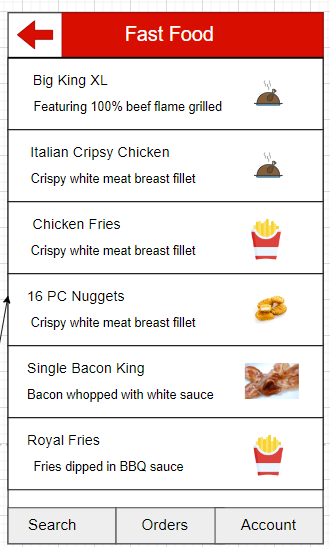 Fast Food
Big King XL
Featuring 100% beef flame grilled
Italian Cripsy Chicken
Crispy white meat breast fillet
Chicken Fries
Crispy white meat breast fillet
16 PC Nuggets
Crispy white meat breast fillet
Single Bacon King
Bacon whopped with white sauce
Royal Fries
Fries dipped in BBQ sauce
Search
Orders
Account